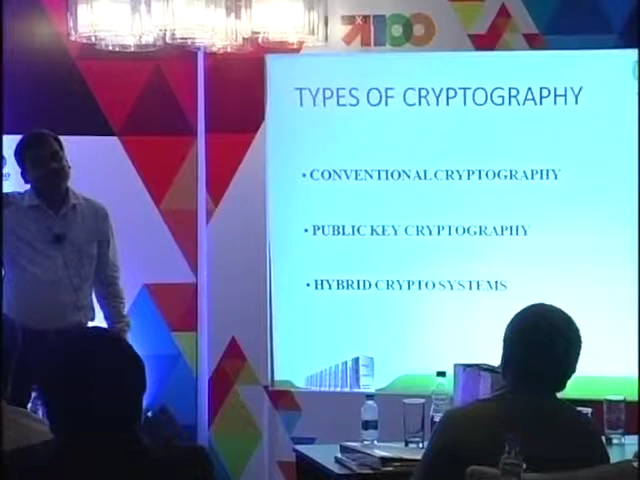 TYPES OF CRYPTOGRAPHY
• CONVENTIONAL CRYPTOGRAPHY
• PUBLIC KEY CRYPTOGRAPHY
• HYBRID CRYPTO SYSTEMS